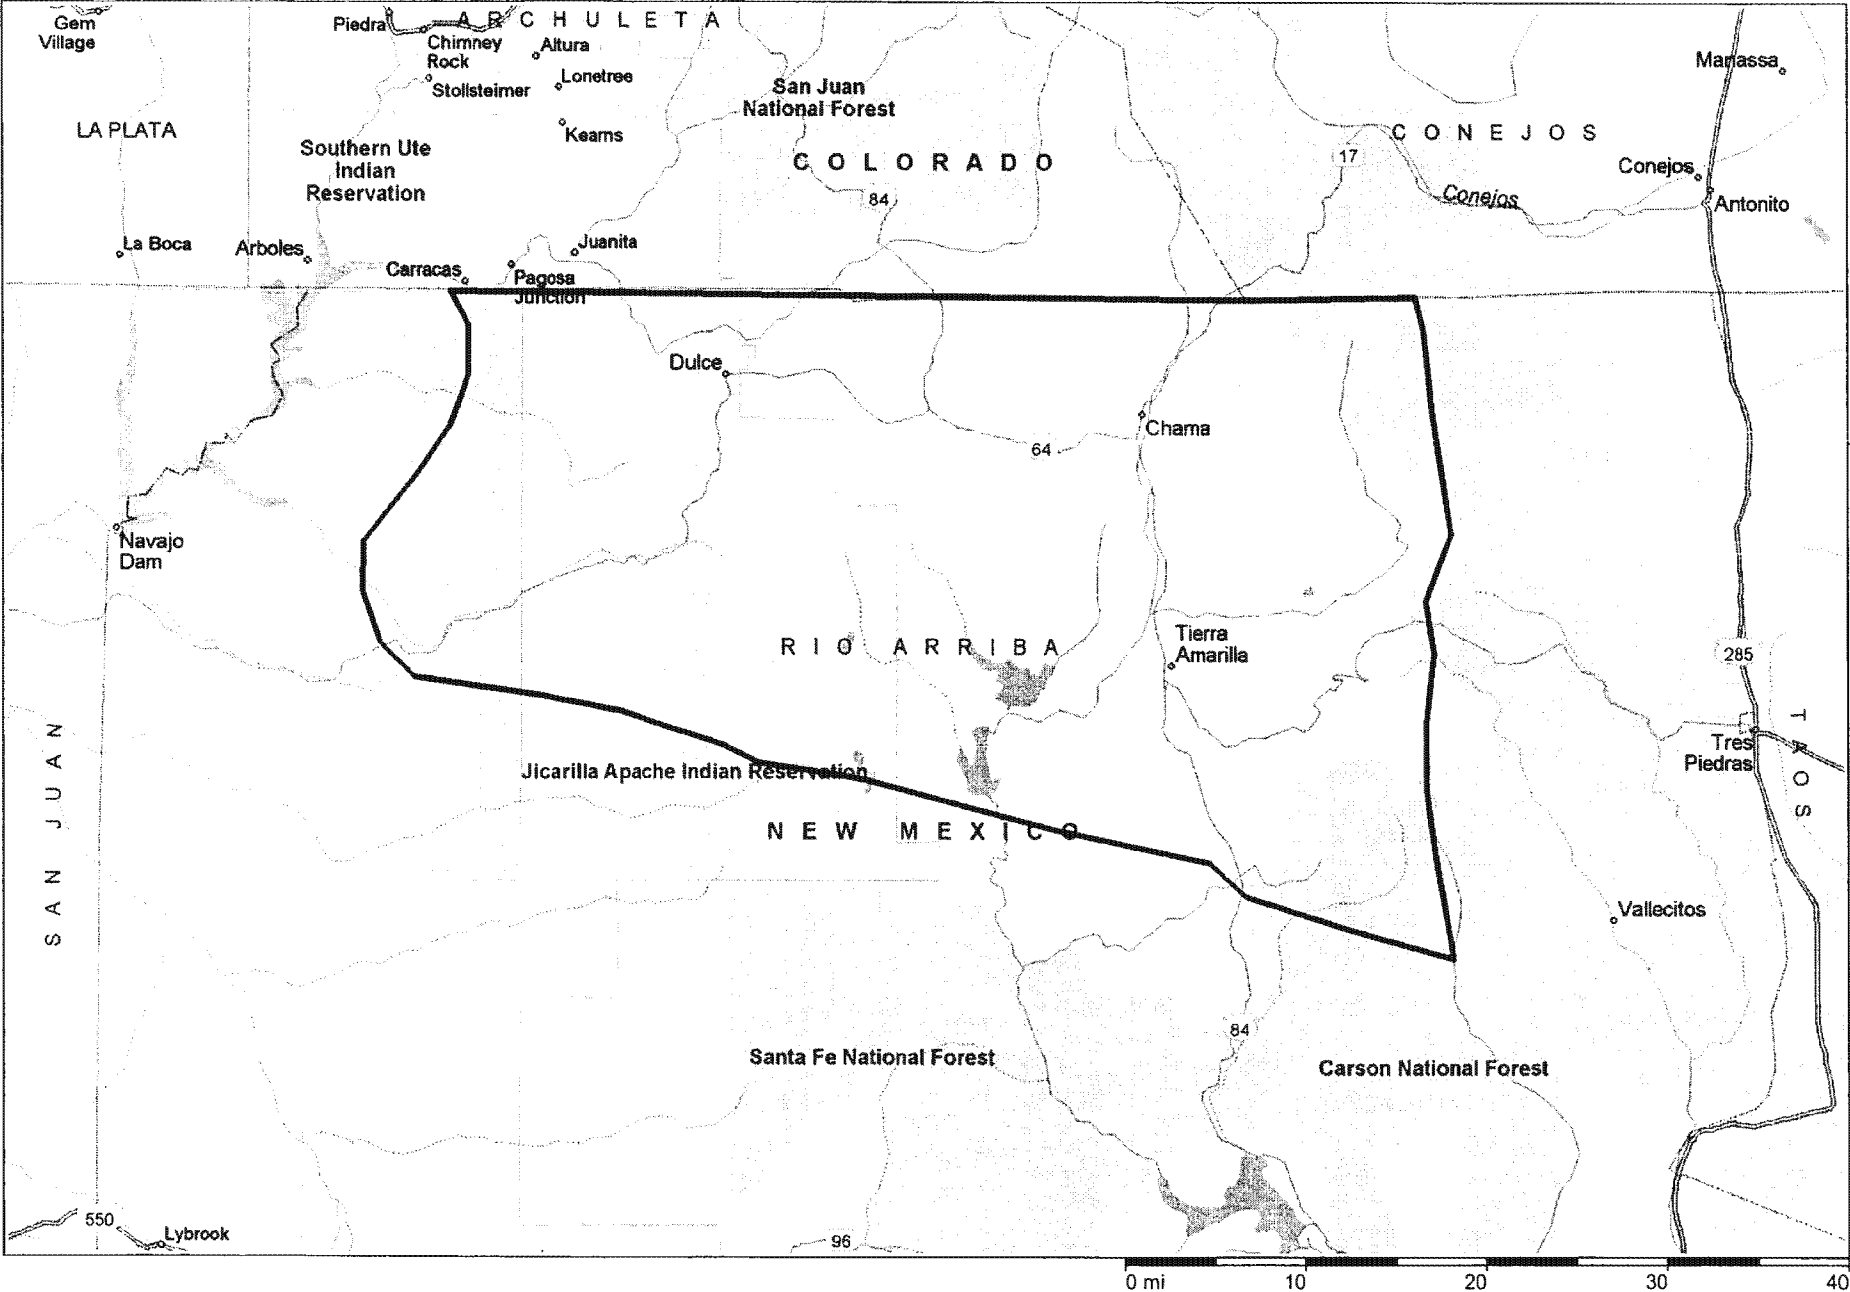 Gem
Village
Piedra
A R C H U L E T A
Chimney
Rock
Altura
Stollsteimer
Lonetree
Kearns
San Juan
National Forest
Manassa
LA PLATA
Southern Ute
Indian
Reservation
C O L O R A D O
C O N E J O S
17
84
Conejos
Conejos
Antonito
La Boca
Arboles
Carracas
Pagosa
Junction
Juanita
Dulce
Chama
64
Navajo
Dam
R I O A R R I B A
Tierra
Amarilla
285
S A N J U A N
T A O S
Tres
Piedras
Jicarilla Apache Indian Reservation
N E W M E X I C O
Vallecitos
84
Santa Fe National Forest
Carson National Forest
550
Lybrook
96
0 mi 10 20 30 40